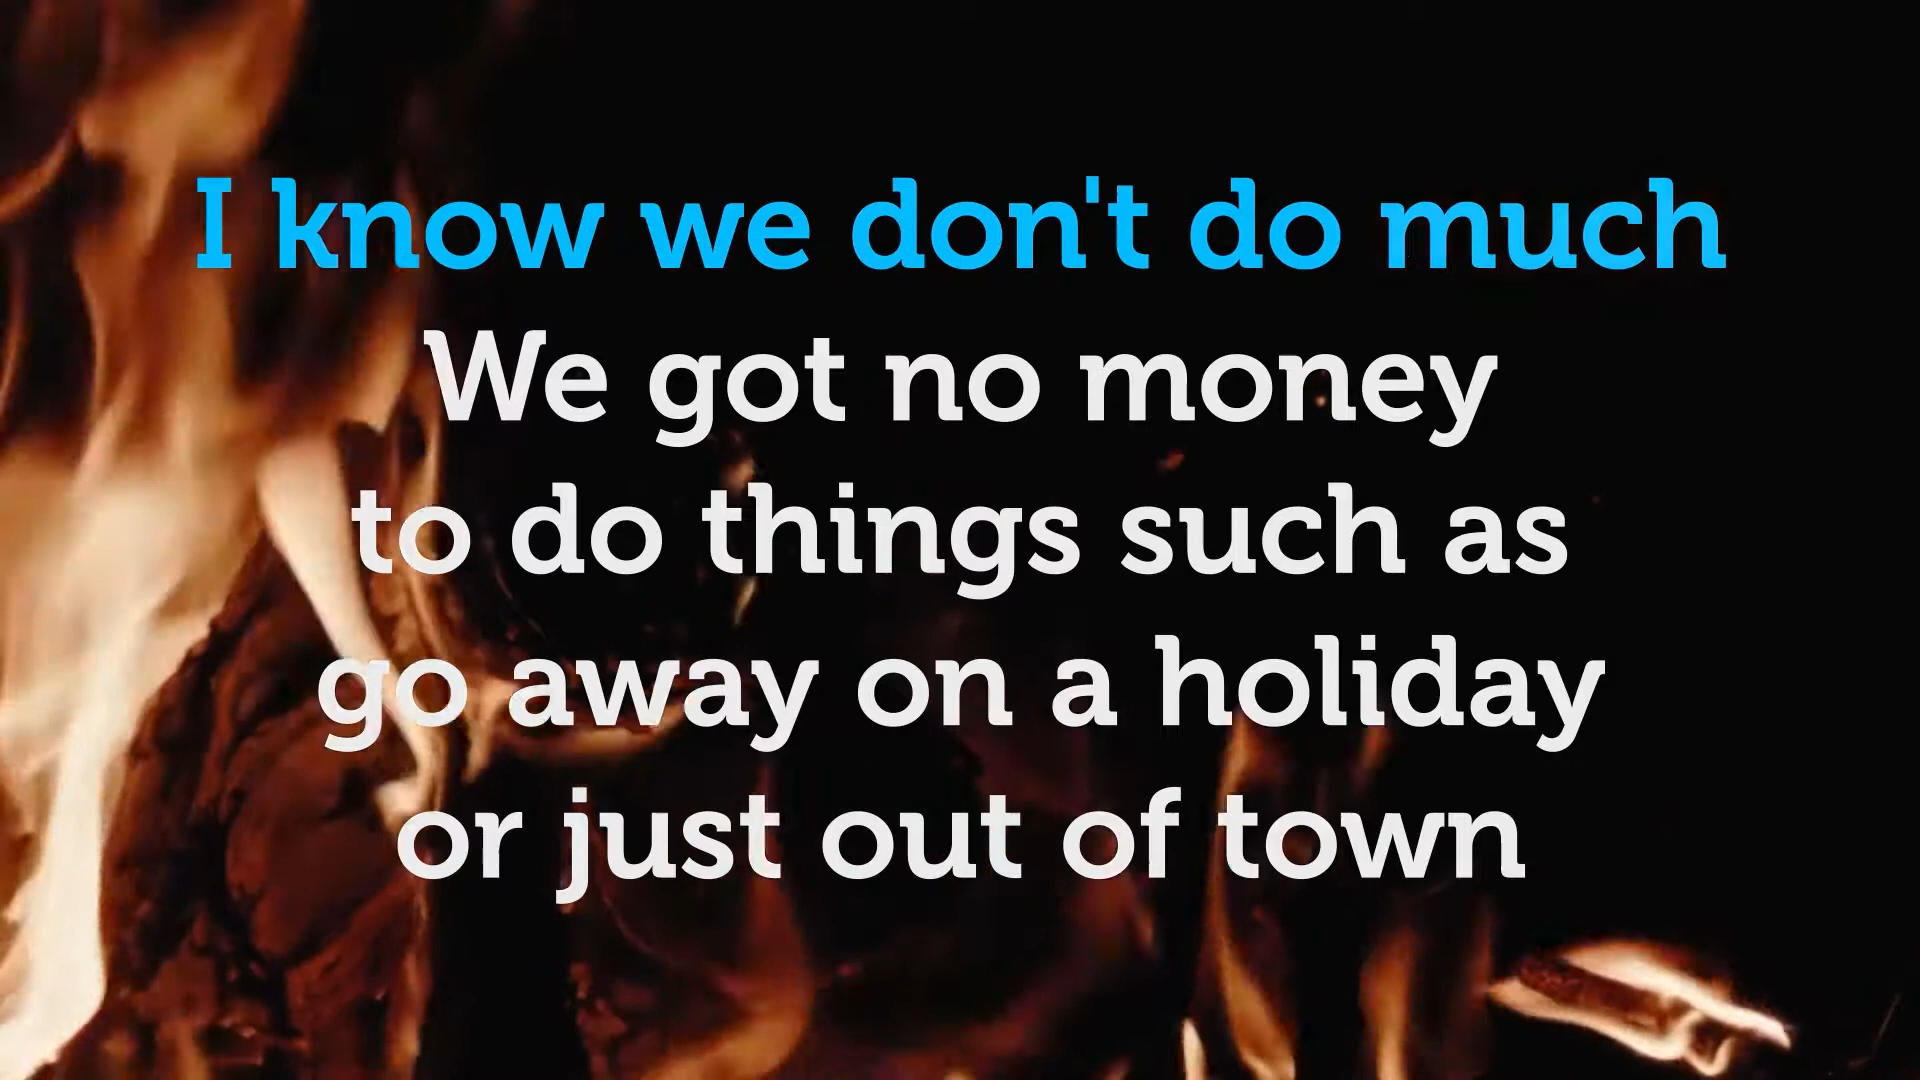 I know we don't do much
We got no money
to do things such as
go away on a holiday
or just out of town